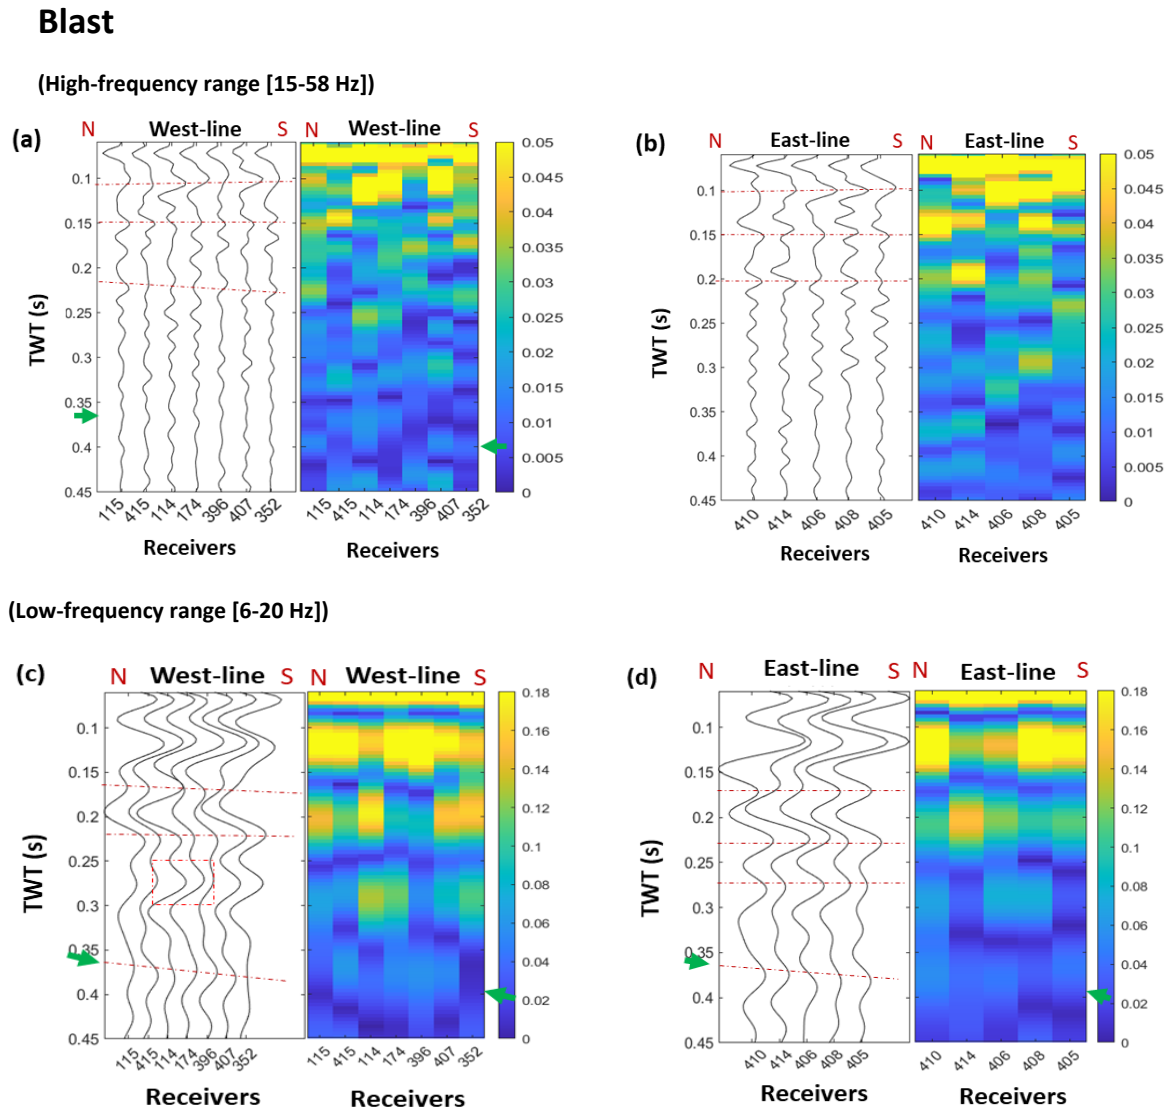 Blast
(High-frequency range [15-58 Hz])
(a)
N West-line S
N West-line S
TWT (s)
0.1
0.15
0.2
0.25
0.3
0.35
0.4
0.45
115 415 114 174 396 407 352
Receivers
115 415 114 174 396 407 352
Receivers
0.05
0.045
0.04
0.035
0.03
0.025
0.02
0.015
0.01
0.005
0
(b)
N East-line S
N East-line S
TWT (s)
0.1
0.15
0.2
0.25
0.3
0.35
0.4
0.45
410 414 406 408 405
Receivers
410 414 406 408 405
Receivers
0.05
0.045
0.04
0.035
0.03
0.025
0.02
0.015
0.01
0.005
0
(Low-frequency range [6-20 Hz])
(c)
N West-line S
N West-line S
TWT (s)
0.1
0.15
0.2
0.25
0.3
0.35
0.4
0.45
115 415 114 174 396 407 352
Receivers
115 415 114 174 396 407 352
Receivers
0.18
0.16
0.14
0.12
0.1
0.08
0.06
0.04
0.02
0
(d)
N East-line S
N East-line S
TWT (s)
0.1
0.15
0.2
0.25
0.3
0.35
0.4
0.45
410 414 406 408 405
Receivers
410 414 406 408 405
Receivers
0.18
0.16
0.14
0.12
0.1
0.08
0.06
0.04
0.02
0